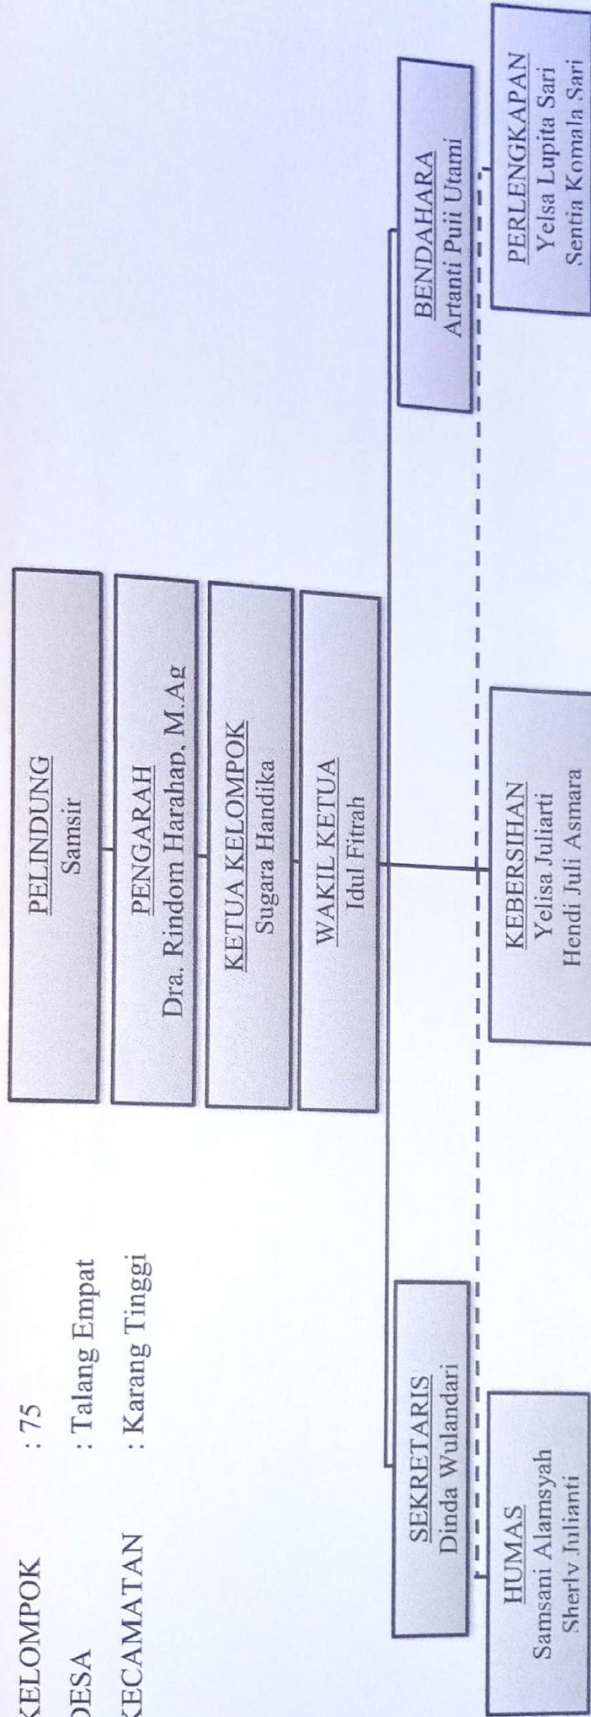 KELOMPOK : 75
DESA : Talang Empat
KECAMATAN : Karang Tinggi
PELINDUNG
Samsir
PENGARAH
Dra. Rindom Harahap, M.Ag
KETUA KELOMPOK
Sugara Handika
WAKIL KETUA
Idul Fitrah
SEKRETARIS
Dinda Wulandari
BENDAHARA
Artanti Puji Utami
HUMAS
Samsani Alamsyah
Sherly Julianti
KEBERSIHAN
Yelisa Juliarti
Hendi Juli Asmara
PERLENGKAPAN
Yelsa Lupita Sari
Sentia Komala Sari